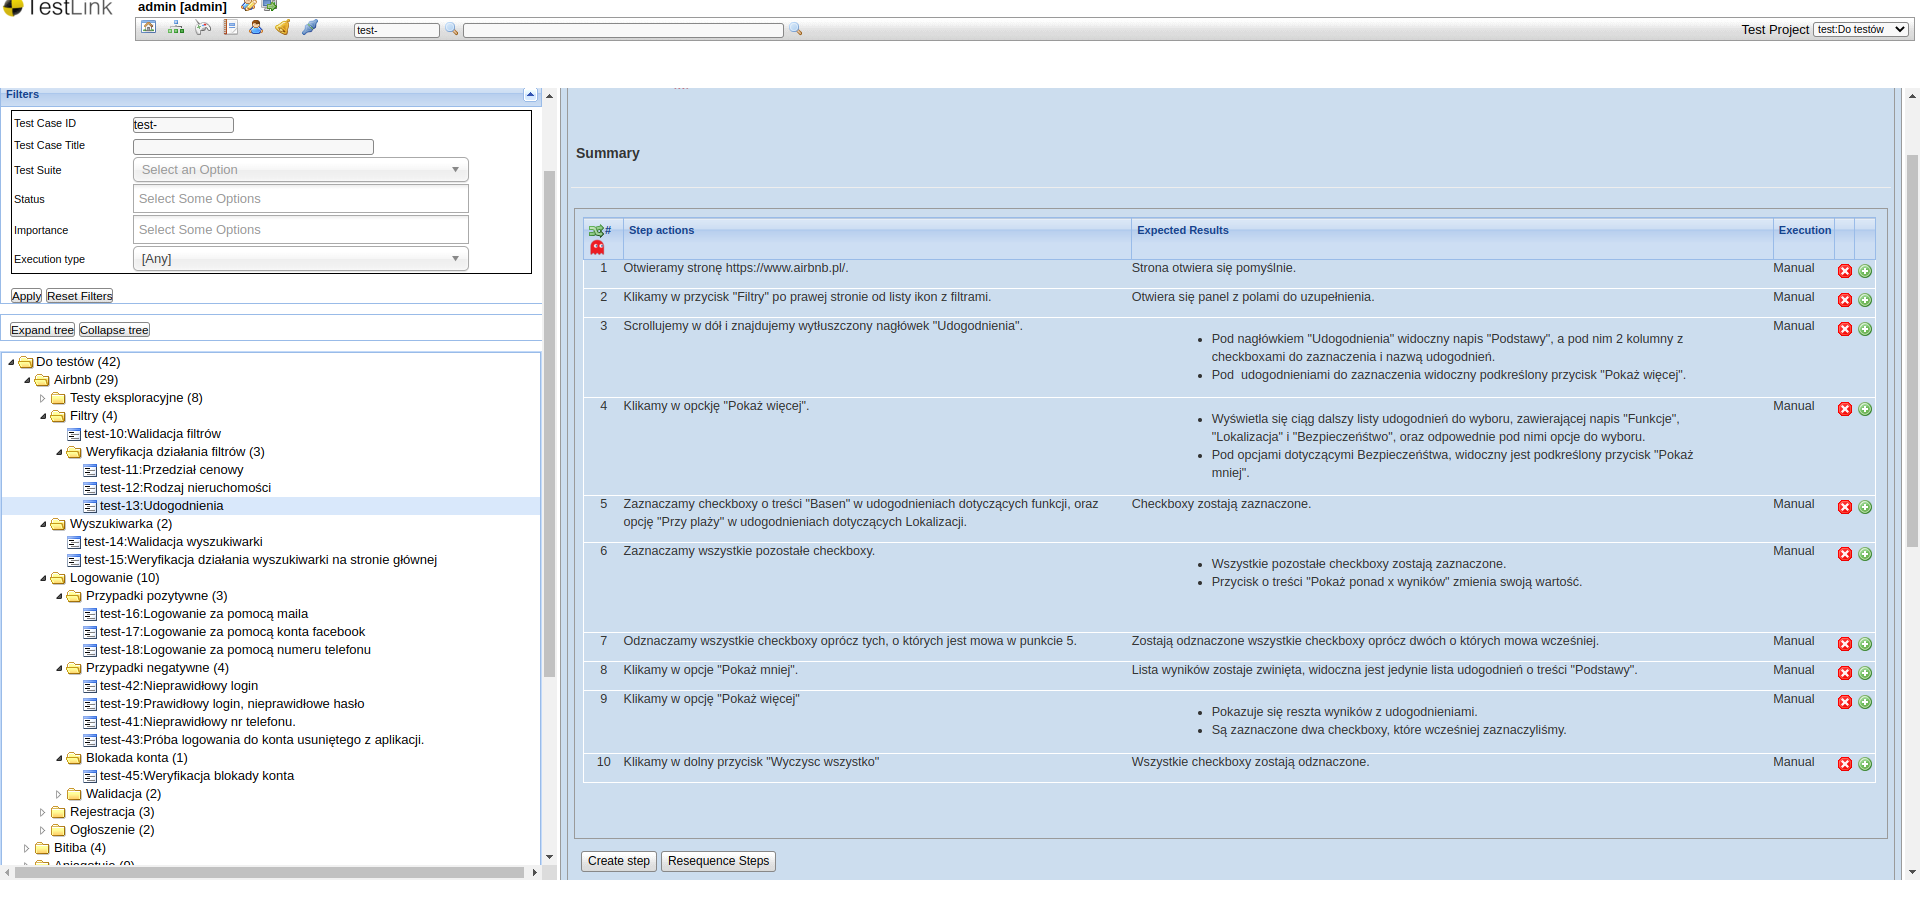 TestLink
admin [admin]
test-
Test Project test:Do testów
Filters
Test Case ID test-
Test Case Title
Test Suite Select an Option
Status Select Some Options
Importance Select Some Options
Execution type [Any]
Apply Reset Filters
Expand tree Collapse tree
Do testów (42)
Airbnb (29)
Testy eksploracyjne (8)
Filtry (4)
test-10:Walidacja filtrów
Weryfikacja działania filtrów (3)
test-11:Przedział cenowy
test-12:Rodzaj nieruchomości
test-13:Udogodnienia
Wyszukiwarka (2)
test-14:Walidacja wyszukiwarki
test-15:Weryfikacja działania wyszukiwarki na stronie głównej
Logowanie (10)
Przypadki pozytywne (3)
test-16:Logowanie za pomocą maila
test-17:Logowanie za pomocą konta facebook
test-18:Logowanie za pomocą numeru telefonu
Przypadki negatywne (4)
test-42:Nieprawidłowy login
test-19:Prawidłowy login, nieprawidłowe hasło
test-41:Nieprawidłowy nr telefonu.
test-43:Próba logowania do konta usuniętego z aplikacji.
Blokada konta (1)
test-45:Weryfikacja blokady konta
Walidacja (2)
Rejestracja (3)
Ogłoszenie (2)
Bitiba (4)
Summary
# Step actions Expected Results Execution
1 Otwieramy stronę https://www.airbnb.pl/. Strona otwiera się pomyślnie. Manual
2 Klikamy w przycisk "Filtry" po prawej stronie od listy ikon z filtrami. Otwiera się panel z polami do uzupełnienia. Manual
3 Scrollujemy w dół i znajdujemy wytłuszczony nagłówek "Udogodnienia". Manual
• Pod nagłówkiem "Udogodnienia" widoczny napis "Podstawy", a pod nim 2 kolumny z
checkboxami do zaznaczenia i nazwą udogodnień.
• Pod  udogodnieniami do zaznaczenia widoczny podkreślony przycisk "Pokaż więcej".
4 Klikamy w opckję "Pokaż więcej". Manual
• Wyświetla się ciąg dalszy listy udogodnień do wyboru, zawierającej napis "Funkcje",
"Lokalizacja" i "Bezpieczeńśtwo", oraz odpowednie pod nimi opcje do wyboru.
• Pod opcjami dotyczącymi Bezpieczeńśtwa, widoczny jest podkreślony przycisk "Pokaż
mniej".
5 Zaznaczamy checkboxy o treści "Basen" w udogodnieniach dotyczących funkcji, oraz Checkboxy zostają zaznaczone. Manual
opcję "Przy plaży" w udogodnieniach dotyczących Lokalizacji.
6 Zaznaczamy wszystkie pozostałe checkboxy. Manual
• Wszystkie pozostałe checkboxy zostają zaznaczone.
• Przycisk o treści "Pokaż ponad x wyników" zmienia swoją wartość.
7 Odznaczamy wszystkie checkboxy oprócz tych, o których jest mowa w punkcie 5. Zostają odznaczone wszystkie checkboxy oprócz dwóch o których mowa wcześniej. Manual
8 Klikamy w opcje "Pokaż mniej". Lista wyników zostaje zwinięta, widoczna jest jedynie lista udogodnień o treści "Podstawy". Manual
9 Klikamy w opcję "Pokaż więcej" Manual
• Pokazuje się reszta wyników z udogodnieniami.
• Są zaznaczone dwa checkboxy, które wcześniej zaznaczyliśmy.
10 Klikamy w dolny przycisk "Wyczysc wszystko" Wszystkie checkboxy zostają odznaczone. Manual
Create step Resequence Steps